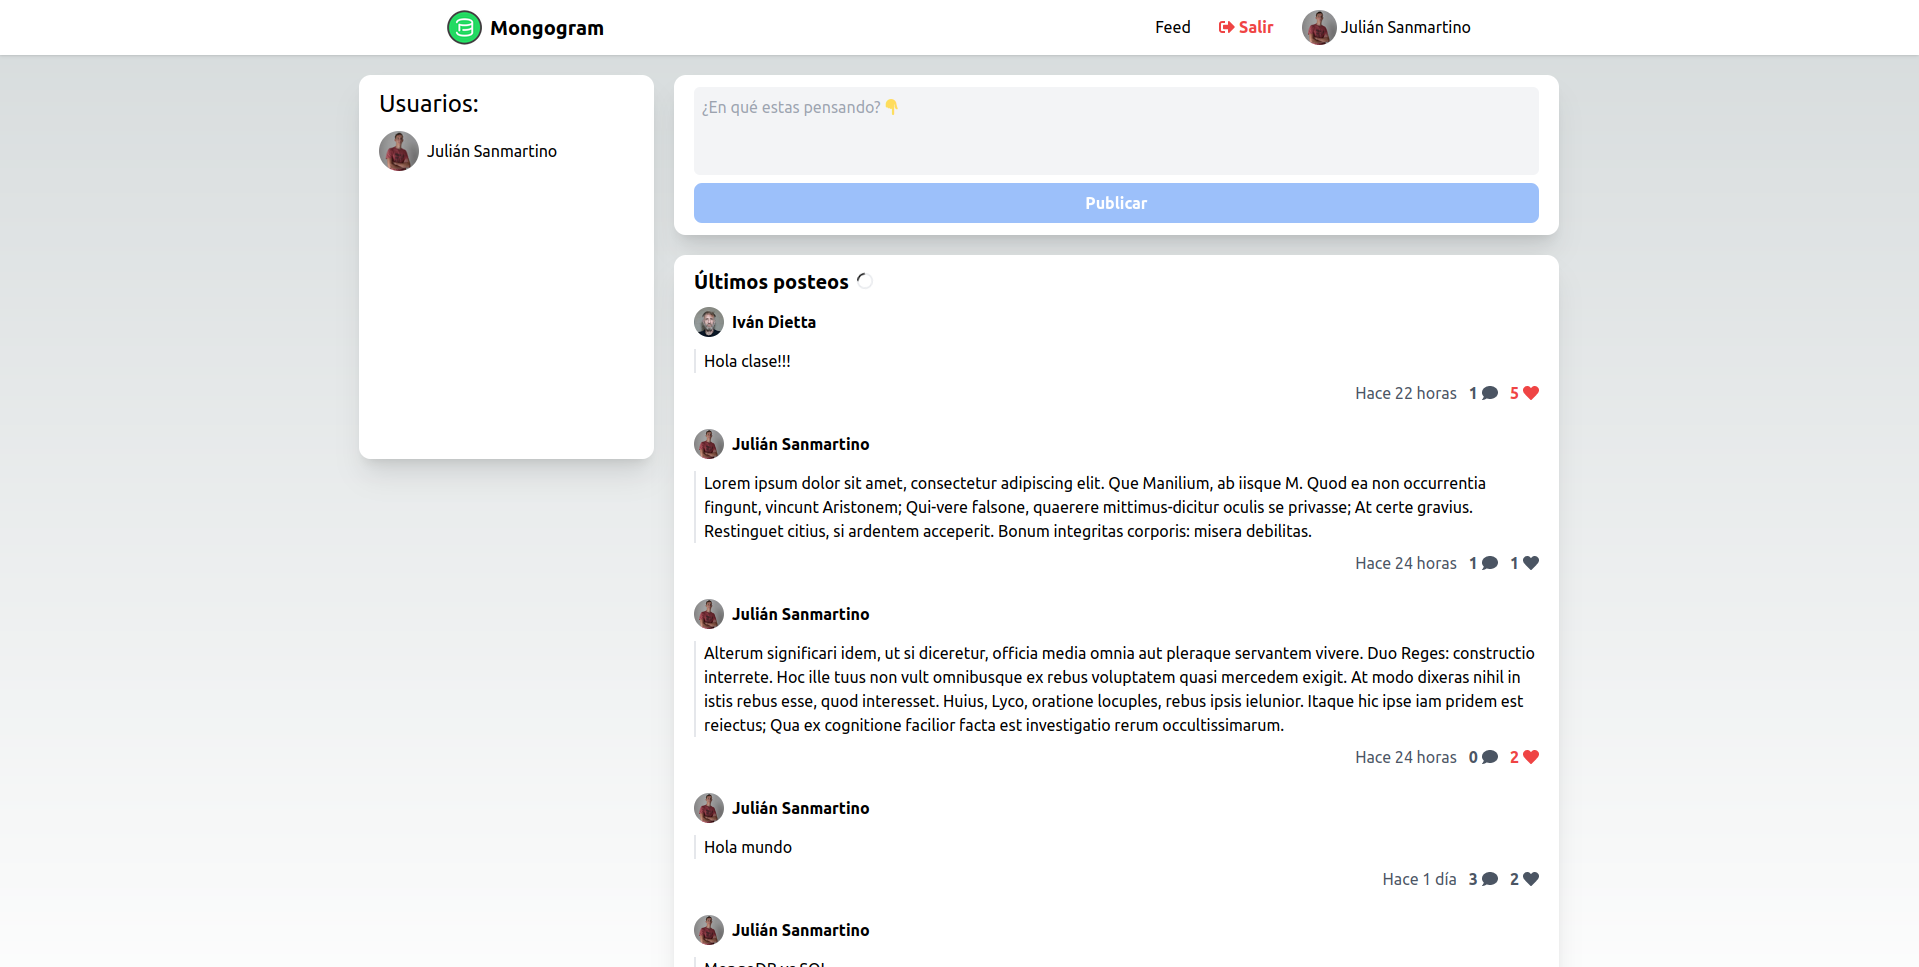 Mongogram
Feed
Salir
Julián Sanmartino
Usuarios:
Julián Sanmartino
¿En qué estas pensando? 👇
Publicar
Últimos posteos
Iván Dietta
Hola clase!!!
Hace 22 horas 1 5
Julián Sanmartino
Lorem ipsum dolor sit amet, consectetur adipiscing elit. Que Manilium, ab iisque M. Quod ea non occurrentia
fingunt, vincunt Aristonem; Qui-vere falsone, quaerere mittimus-dicitur oculis se privasse; At certe gravius.
Restinguet citius, si ardentem acceperit. Bonum integritas corporis: misera debilitas.
Hace 24 horas 1 1
Julián Sanmartino
Alterum significari idem, ut si diceretur, officia media omnia aut pleraque servantem vivere. Duo Reges: constructio
interrete. Hoc ille tuus non vult omnibusque ex rebus voluptatem quasi mercedem exigit. At modo dixeras nihil in
istis rebus esse, quod interesset. Huius, Lyco, oratione locuples, rebus ipsis ielunior. Itaque hic ipse iam pridem est
reiectus; Qua ex cognitione facilior facta est investigatio rerum occultissimarum.
Hace 24 horas 0 2
Julián Sanmartino
Hola mundo
Hace 1 día 3 2
Julián Sanmartino
MongoDB vs SQL